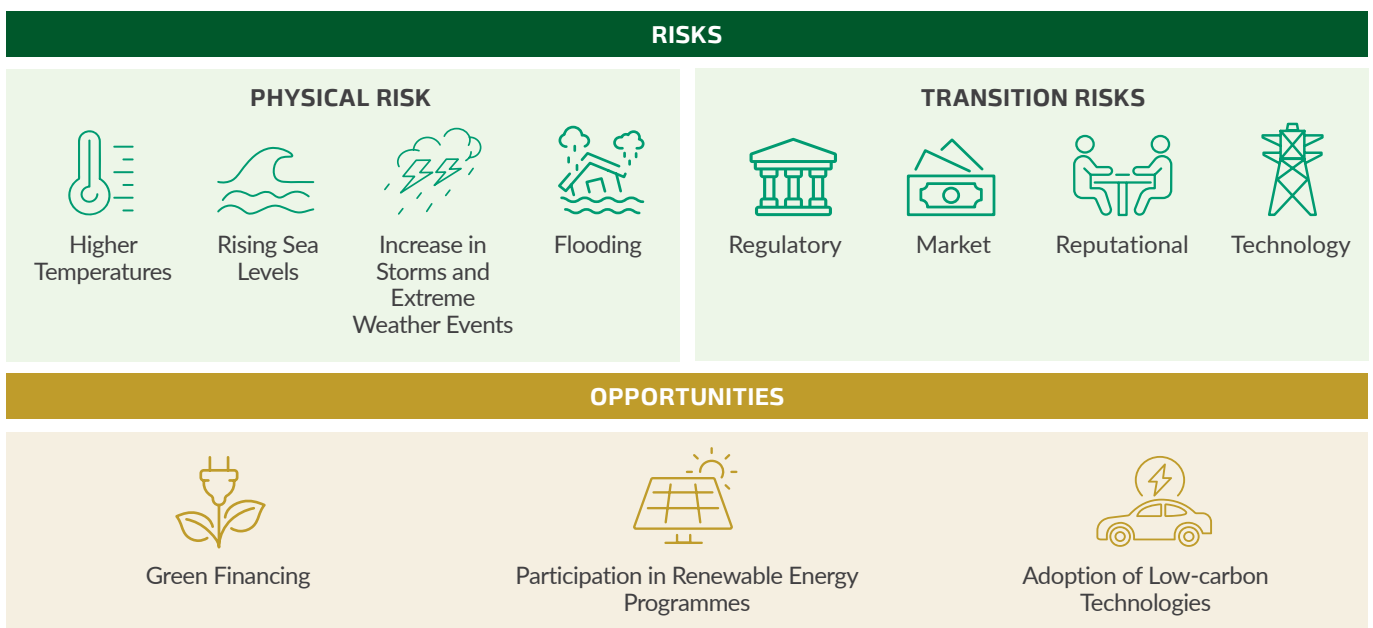 RISKS
PHYSICAL RISK
Higher
Temperatures
Rising Sea
Levels
Increase in
Storms and
Extreme
Weather Events
Flooding
TRANSITION RISKS
Regulatory
Market
Reputational
Technology
OPPORTUNITIES
Green Financing
Participation in Renewable Energy
Programmes
Adoption of Low-carbon
Technologies